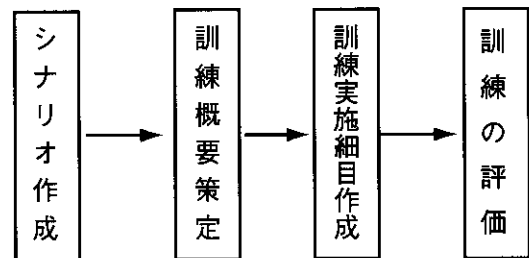 シナリオ作成
訓練概要策定
訓練実施細目作成
訓練の評価